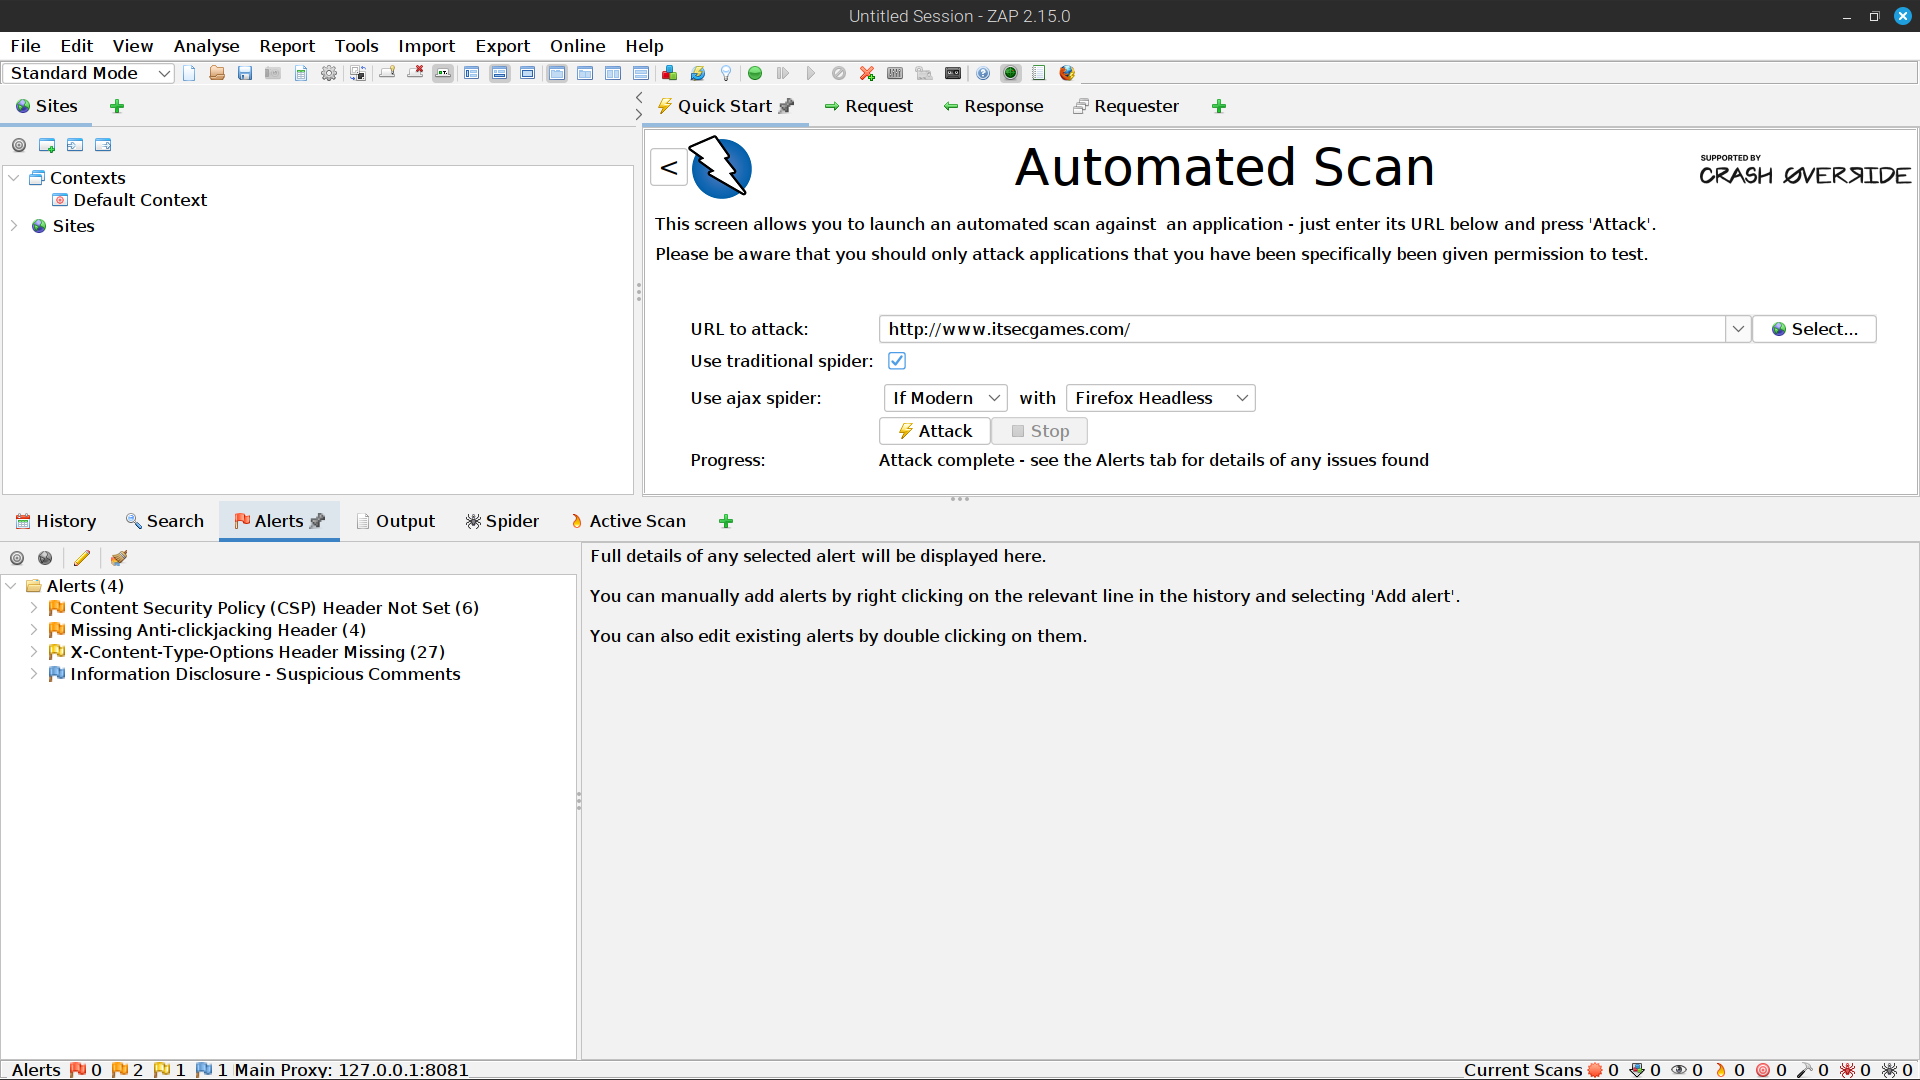 Untitled Session - ZAP 2.15.0
File Edit View Analyse Report Tools Import Export Online Help
Standard Mode
Sites
Quick Start Request Response Requester
<
Automated Scan
SUPPORTED BY
CRASH ØVERRIDE
This screen allows you to launch an automated scan against  an application - just enter its URL below and press 'Attack'.
Please be aware that you should only attack applications that you have been specifically been given permission to test.
Contexts
Default Context
Sites
URL to attack: http://www.itsecgames.com/ Select...
Use traditional spider:
Use ajax spider: If Modern with Firefox Headless
Attack Stop
Progress: Attack complete - see the Alerts tab for details of any issues found
History Search Alerts Output Spider Active Scan
Alerts (4)
Content Security Policy (CSP) Header Not Set (6)
Missing Anti-clickjacking Header (4)
X-Content-Type-Options Header Missing (27)
Information Disclosure - Suspicious Comments
Full details of any selected alert will be displayed here.
You can manually add alerts by right clicking on the relevant line in the history and selecting 'Add alert'.
You can also edit existing alerts by double clicking on them.
Alerts 0 2 1 1 Main Proxy: 127.0.0.1:8081
Current Scans 0 0 0 0 0 0 0 0